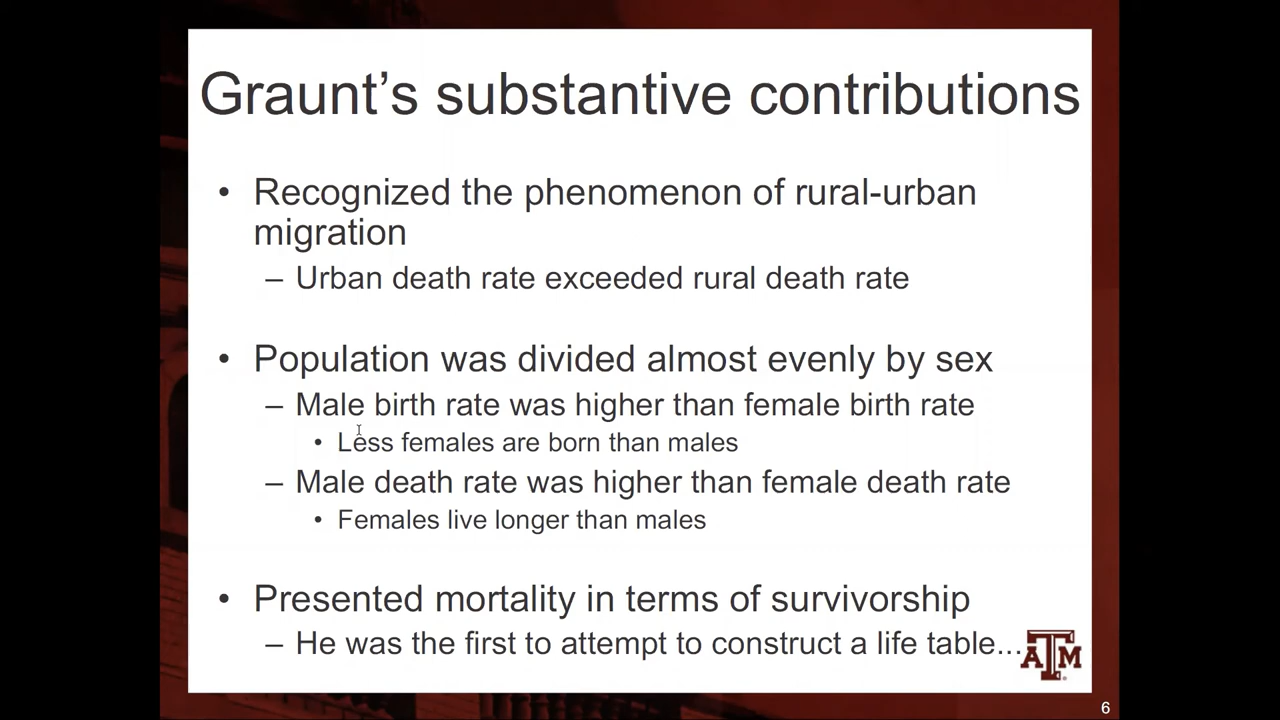 Graunt's substantive contributions
• Recognized the phenomenon of rural-urban
migration
– Urban death rate exceeded rural death rate
• Population was divided almost evenly by sex
– Male birth rate was higher than female birth rate
• Less females are born than males
– Male death rate was higher than female death rate
• Females live longer than males
• Presented mortality in terms of survivorship
– He was the first to attempt to construct a life table...
ATM
6